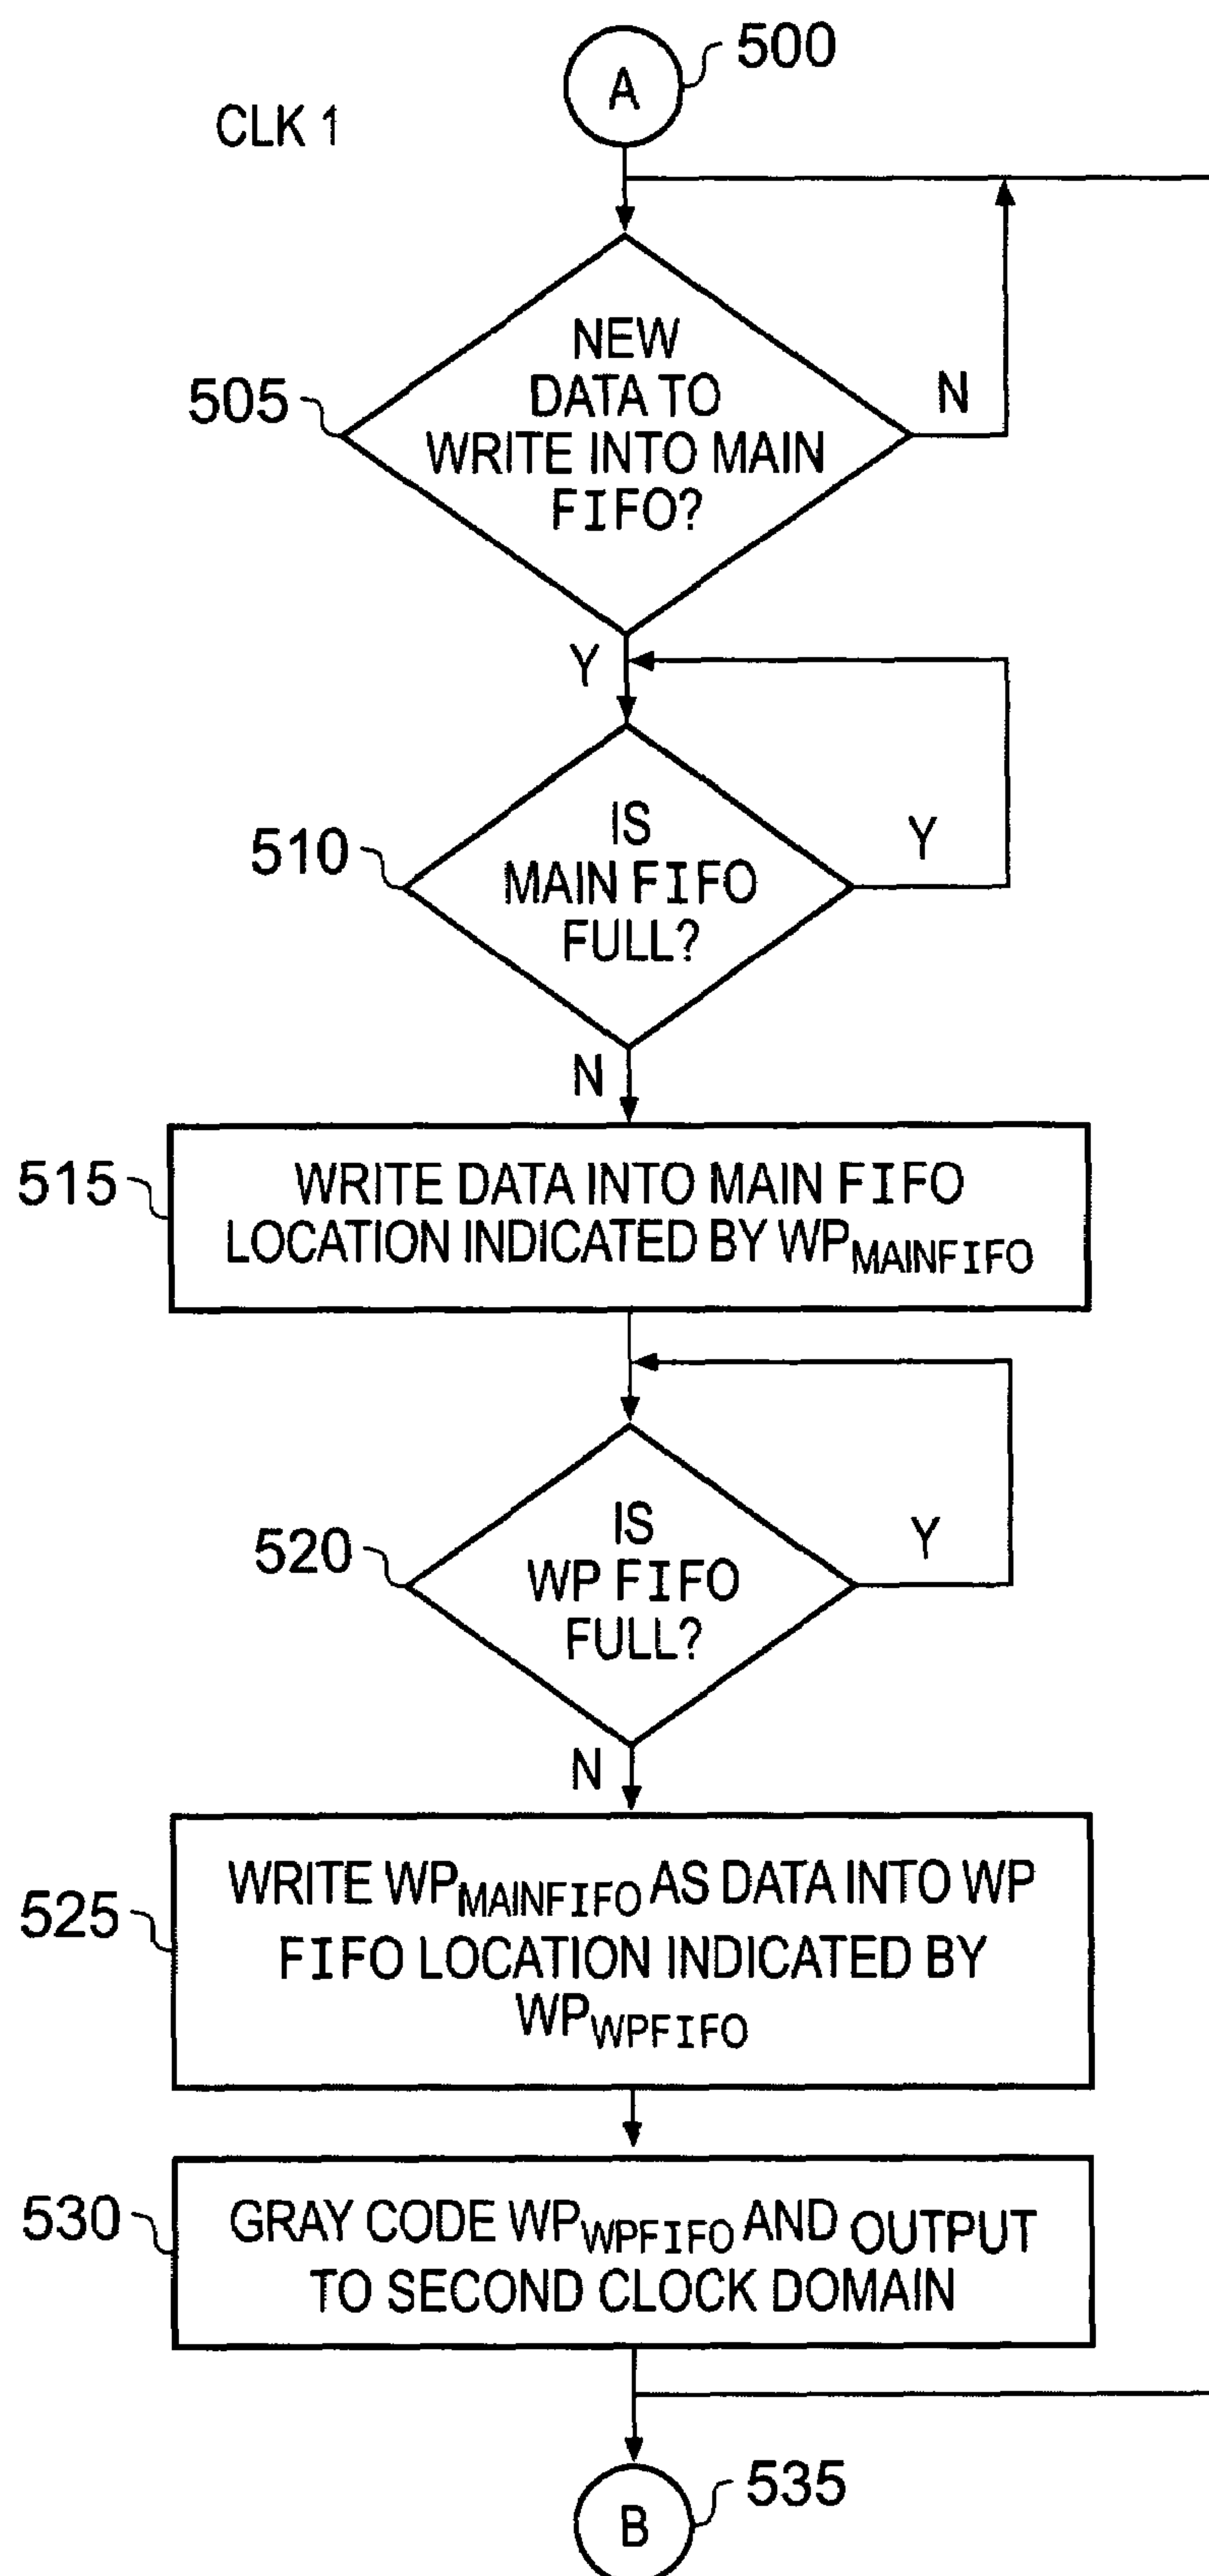 500
A
CLK 1
NEW
DATA TO
WRITE INTO MAIN
FIFO?
505
N
Y
IS
MAIN FIFO
FULL?
510
Y
N
515
WRITE DATA INTO MAIN FIFO
LOCATION INDICATED BY WPMAINFIFO
IS
WP FIFO
FULL?
520
Y
N
525
WRITE WPMAINFIFO AS DATA INTO WP
FIFO LOCATION INDICATED BY
WPWPFIFO
530
GRAY CODE WPWPFIFO AND OUTPUT
TO SECOND CLOCK DOMAIN
535
B